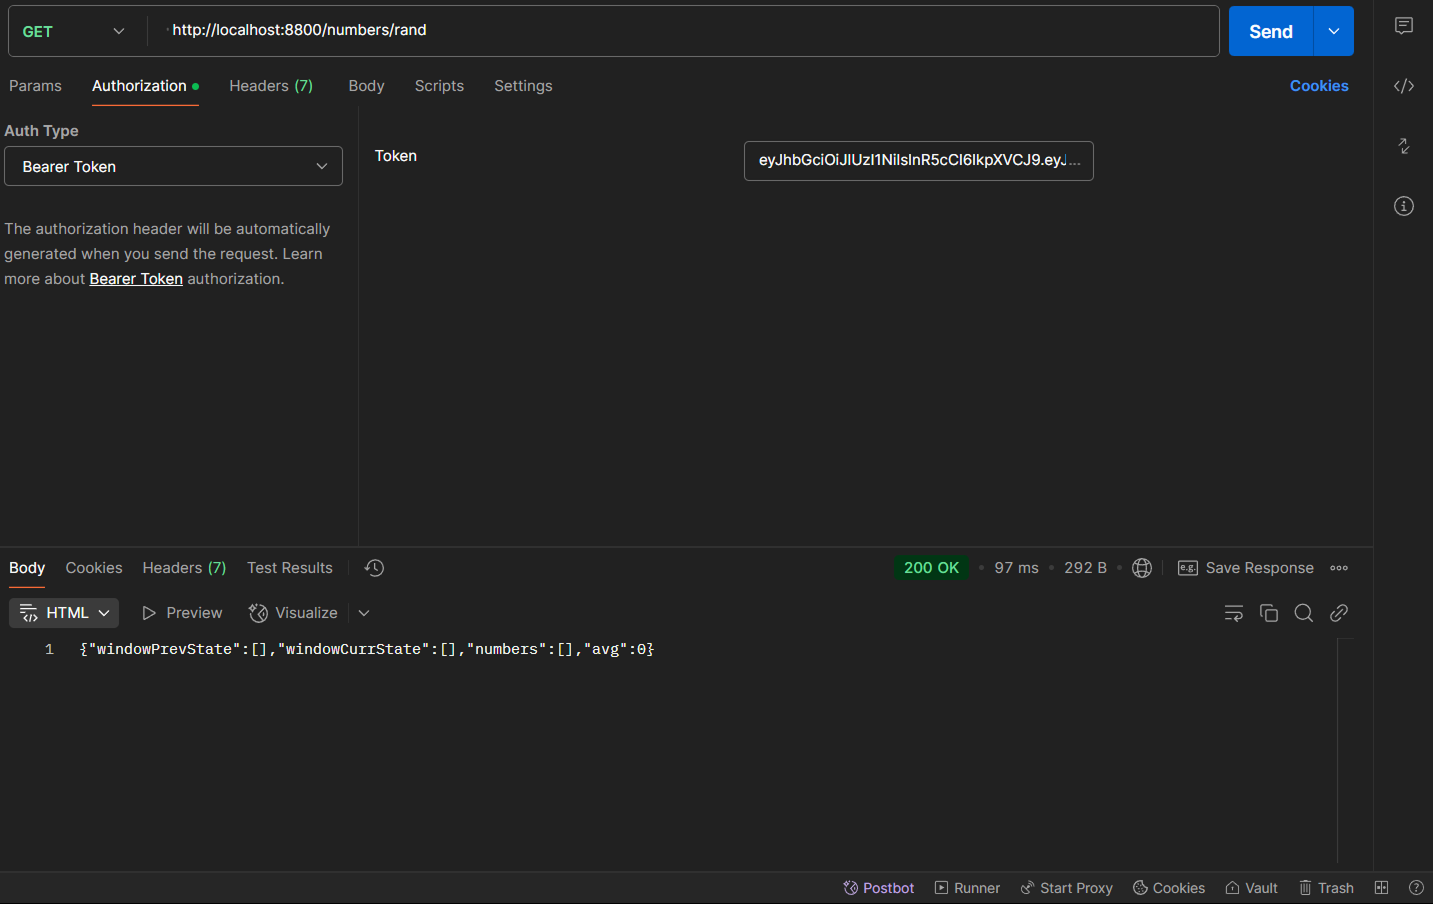 GET
http://localhost:8800/numbers/rand
Send
Params
Authorization
Headers (7)
Body
Scripts
Settings
Cookies
Auth Type
Bearer Token
The authorization header will be automatically
generated when you send the request. Learn
more about Bearer Token authorization.
Token
eyJhbGciOiJIUzI1NiIsInR5cCI6IkpXVCJ9.eyJ...
Body
Cookies
Headers (7)
Test Results
200 OK
97 ms
292 B
e.g.
Save Response
HTML
Preview
Visualize
1 {"windowPrevState":[],"windowCurrState":[],"numbers":[],"avg":0}
Postbot
Runner
Start Proxy
Cookies
Vault
Trash